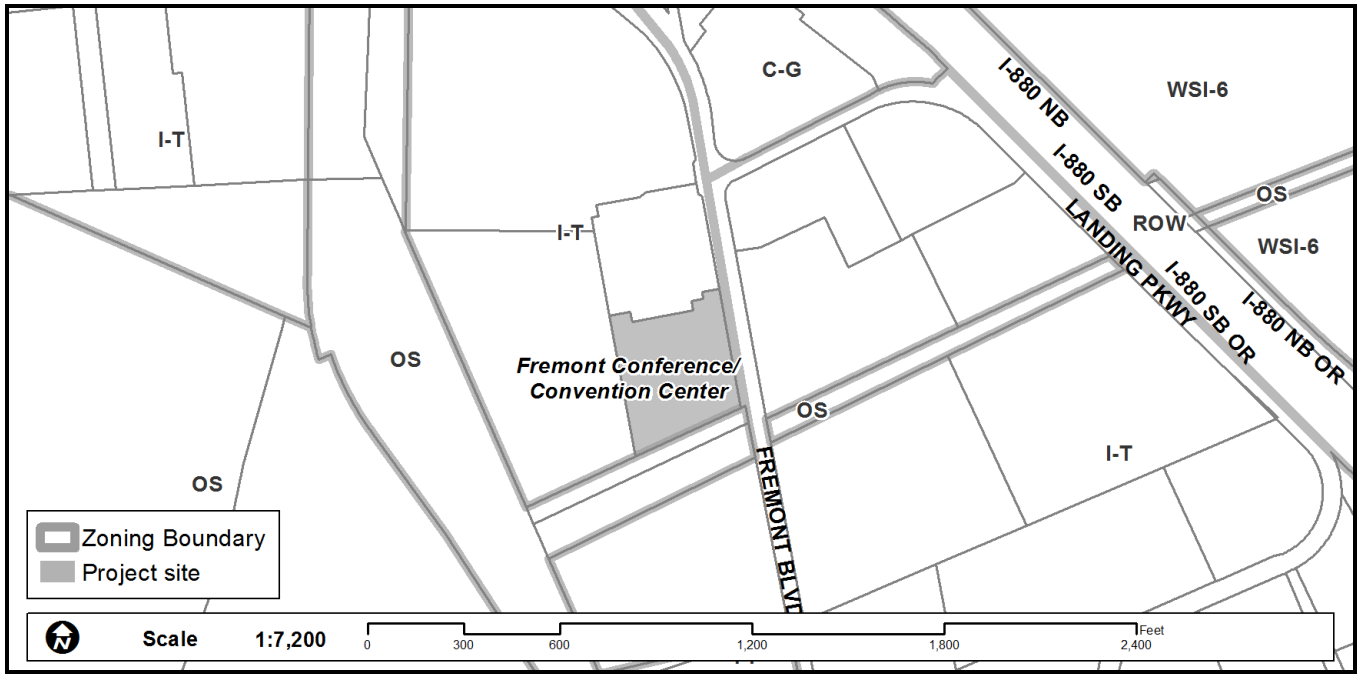 C-G
I-880 NB
WSI-6
I-T
I-880 SB
OS
ROW
LANDING PKWY
I-T
WSI-6
I-880 SB OR
I-880 NB OR
OS
Fremont Conference/
Convention Center
OS
I-T
OS
FREMONT BLVD
Zoning Boundary
Project site
N
Scale 1:7,200
0 300 600 1,200 1,800 2,400
Feet